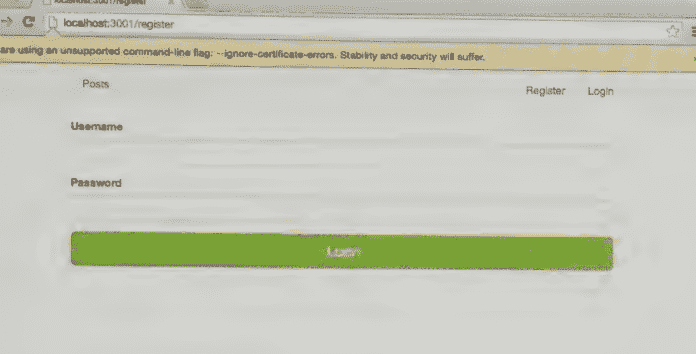 localhost:3001/register
are using an unsupported command-line flag: --ignore-certificate-errors. Stability and security will suffer.
Posts
Register Login
Username
Password